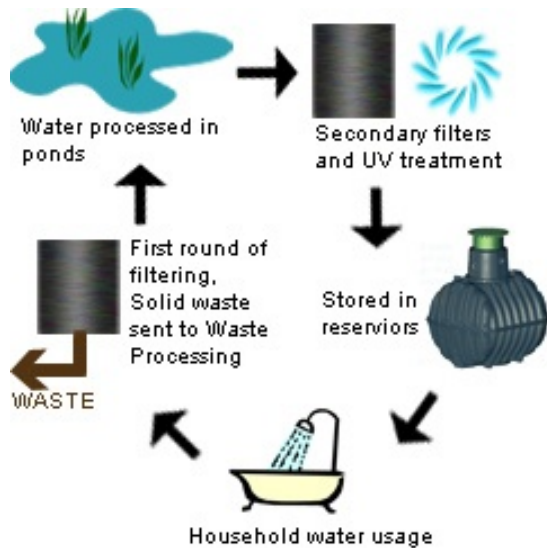 Water processed in
ponds
Secondary filters
and UV treatment
First round of
filtering,
Solid waste
sent to Waste
Processing
Stored in
reserviors
WASTE
Household water usage